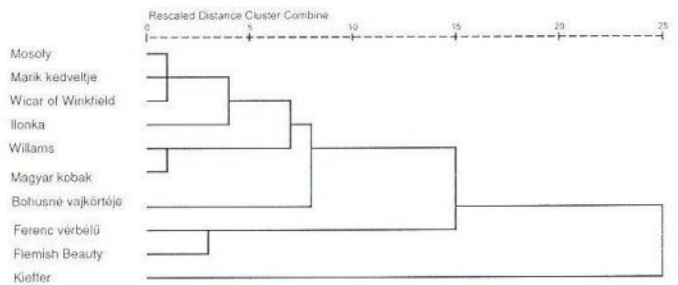 Rescaled Distance Cluster Combine
0 5 10 15 20 25
Mosoly
Marik kedveltje
Wicar of Winkfield
Ilonka
Willams
Magyar kobak
Bohusné vajkörtéje
Ferenc vérbélű
Flemish Beauty
Kieffer